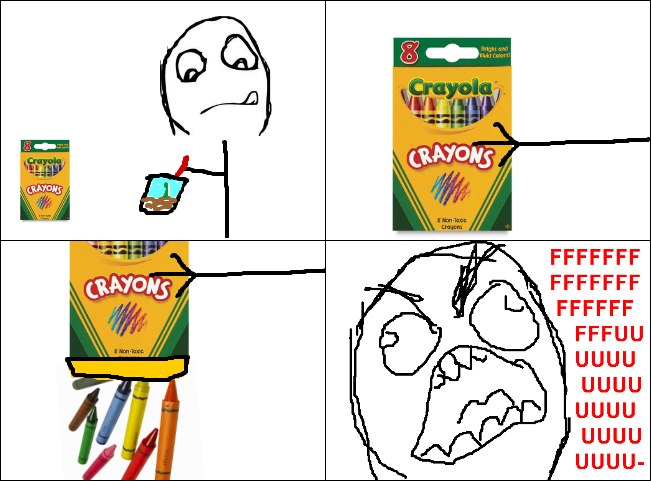 8
Crayola
CRAYONS
8
Bright and
Vivid Colors!
Crayola
CRAYONS
8 Non-Toxic
Crayons
CRAYONS
8 Non-Toxic
FFFFFFF
FFFFFFF
FFFFFF
FFFUU
UUUU
UUUU
UUUU
UUUU
UUUU-